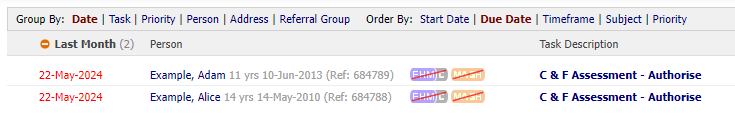 Group By: Date | Task | Priority | Person | Address | Referral Group Order By: Start Date | Due Date | Timeframe | Subject | Priority
Last Month (2) Person Task Description
22-May-2024 Example, Adam 11 yrs 10-Jun-2013 (Ref: 684789) EHM C MASH C & F Assessment - Authorise
22-May-2024 Example, Alice 14 yrs 14-May-2010 (Ref: 684788) EHM C MASH C & F Assessment - Authorise